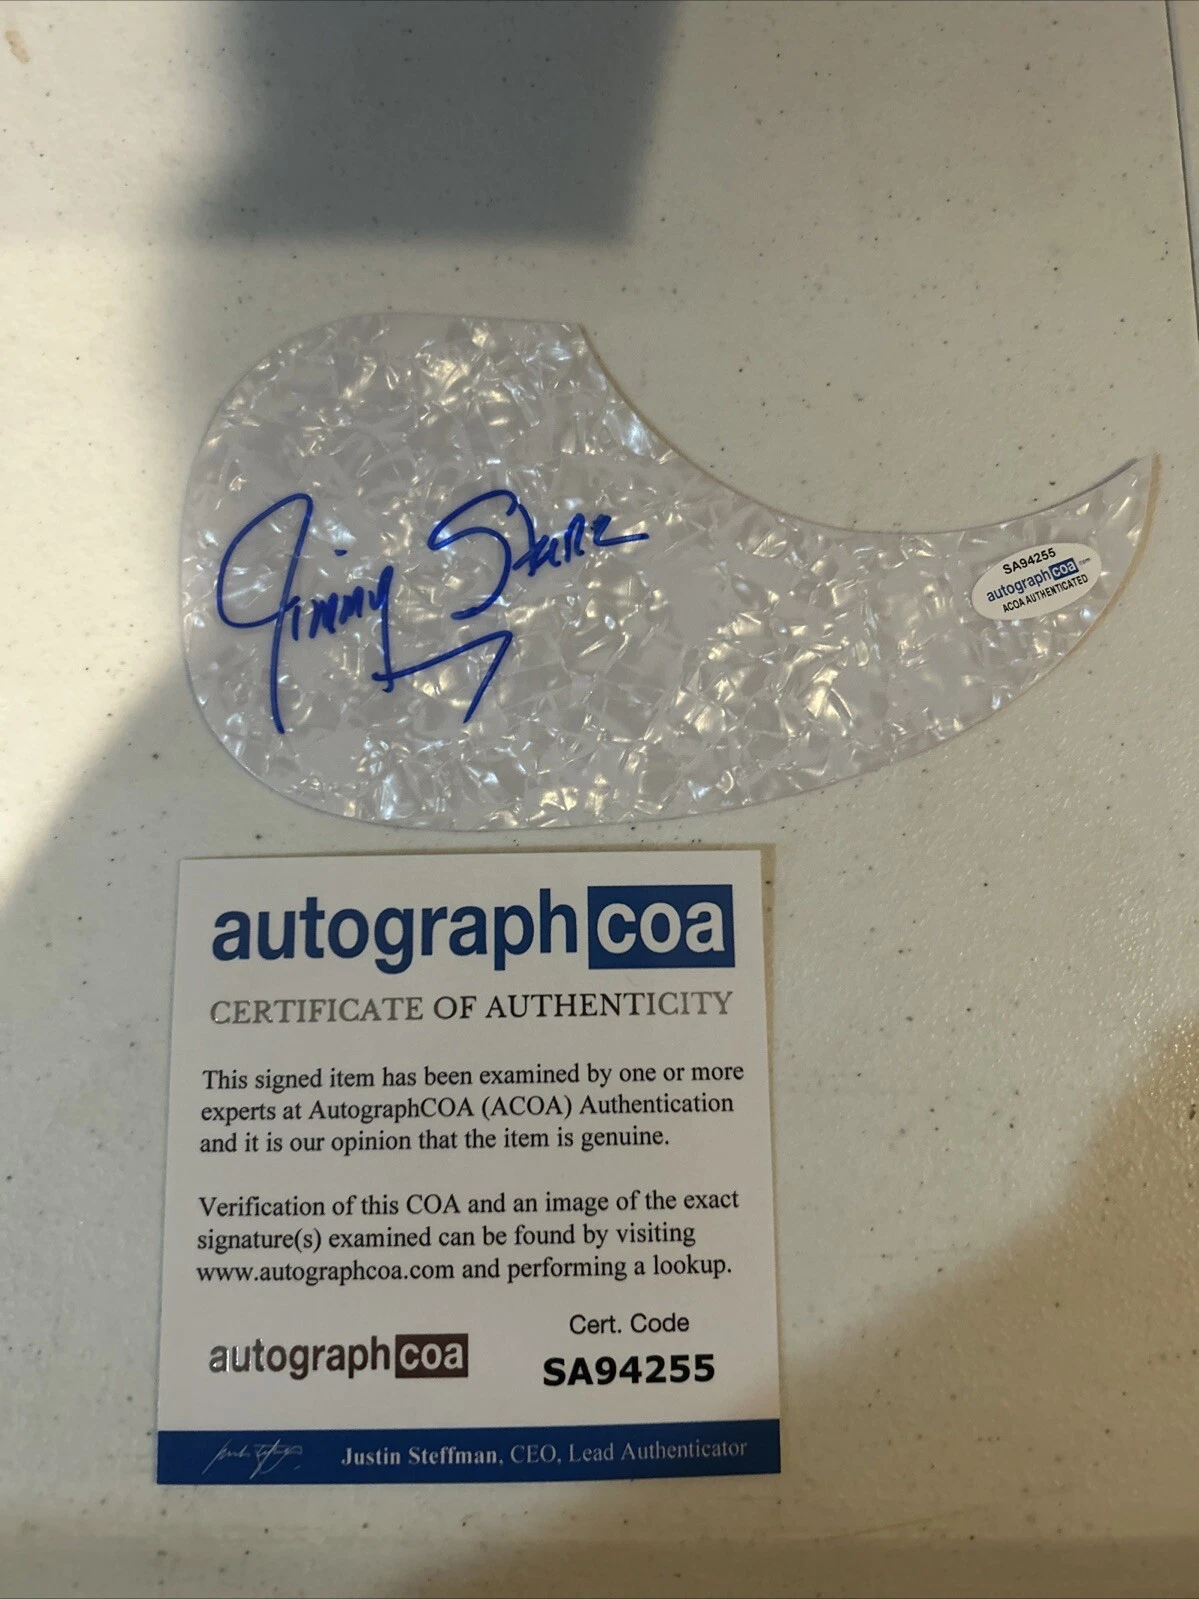 Jimmy Starr
SA94255
autographcoa.com
ACOA AUTHENTICATED
autographcoa
CERTIFICATE OF AUTHENTICITY
This signed item has been examined by one or more
experts at AutographCOA (ACOA) Authentication
and it is our opinion that the item is genuine.
Verification of this COA and an image of the exact
signature(s) examined can be found by visiting
www.autographcoa.com and performing a lookup.
autographcoa
Cert. Code
SA94255
Justin Steffman, CEO, Lead Authenticator